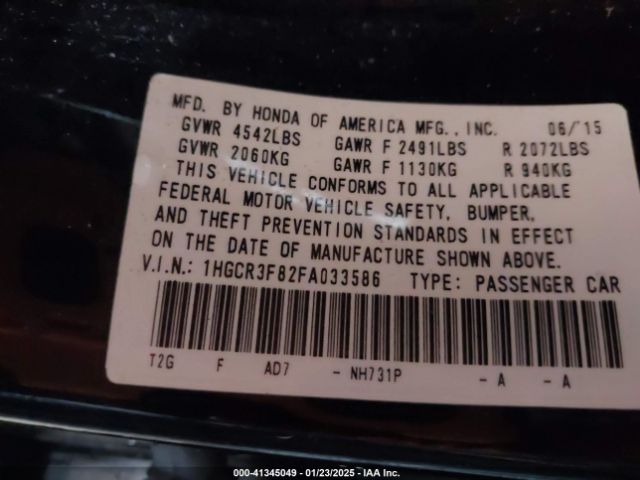 MFD. BY HONDA OF AMERICA MFG., INC. 06/15
GVWR 4542LBS GAWR F 2491LBS R 2072LBS
GVWR 2060KG GAWR F 1130KG R 940KG
THIS VEHICLE CONFORMS TO ALL APPLICABLE
FEDERAL MOTOR VEHICLE SAFETY, BUMPER,
AND THEFT PREVENTION STANDARDS IN EFFECT
ON THE DATE OF MANUFACTURE SHOWN ABOVE.
V.I.N.: 1HGCR3F82FA033586 TYPE: PASSENGER CAR
T2G F AD7 - NH731P - A - A
000-41345049 - 01/23/2025 - IAA Inc.